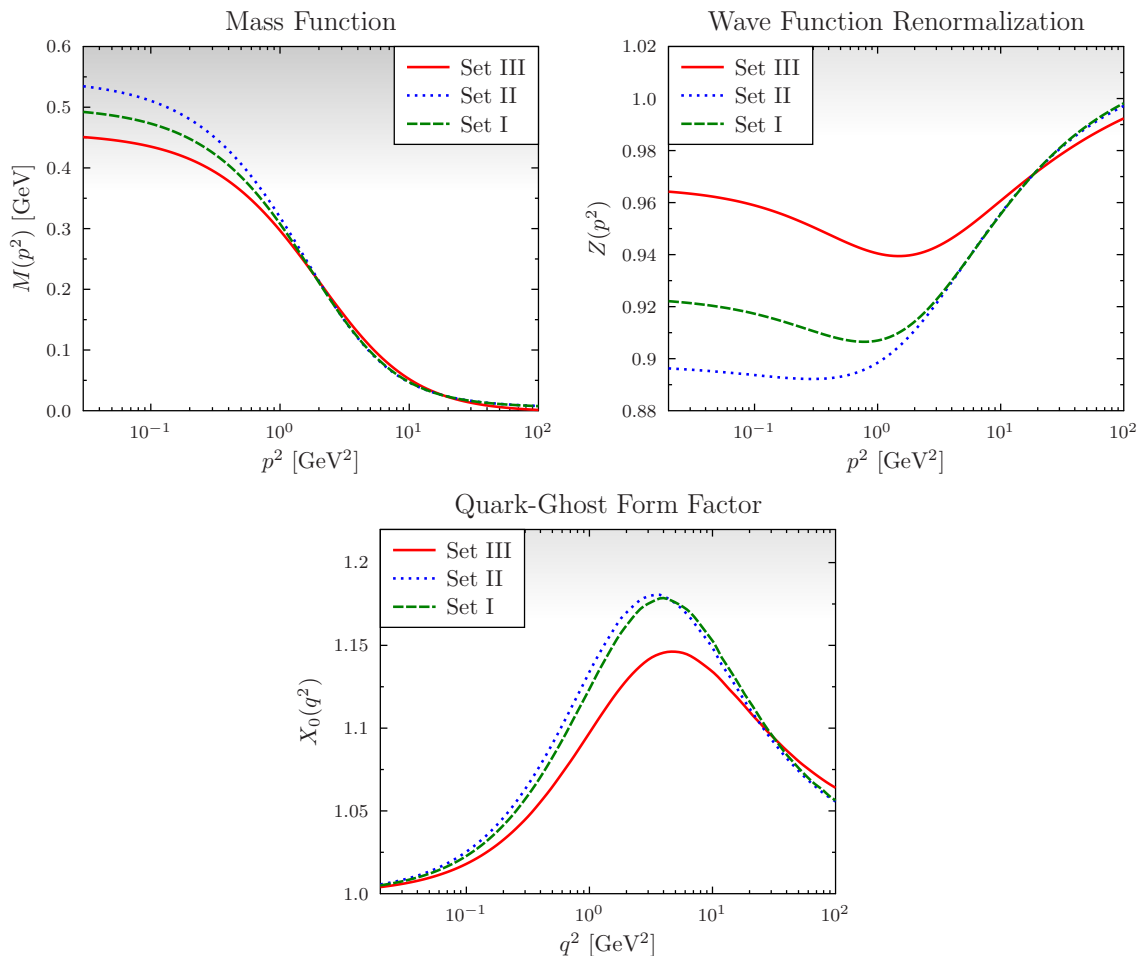 Mass Function
0.6
0.5
0.4
0.3
0.2
0.1
0.0
M(p²) [GeV]
Set III
Set II
Set I
10⁻¹
10⁰
10¹
10²
p² [GeV²]
Wave Function Renormalization
1.02
1.0
0.98
0.96
0.94
0.92
0.9
0.88
Z(p²)
Set III
Set II
Set I
10⁻¹
10⁰
10¹
10²
p² [GeV²]
Quark-Ghost Form Factor
1.2
1.15
1.1
1.05
1.0
X₀(q²)
Set III
Set II
Set I
10⁻¹
10⁰
10¹
10²
q² [GeV²]